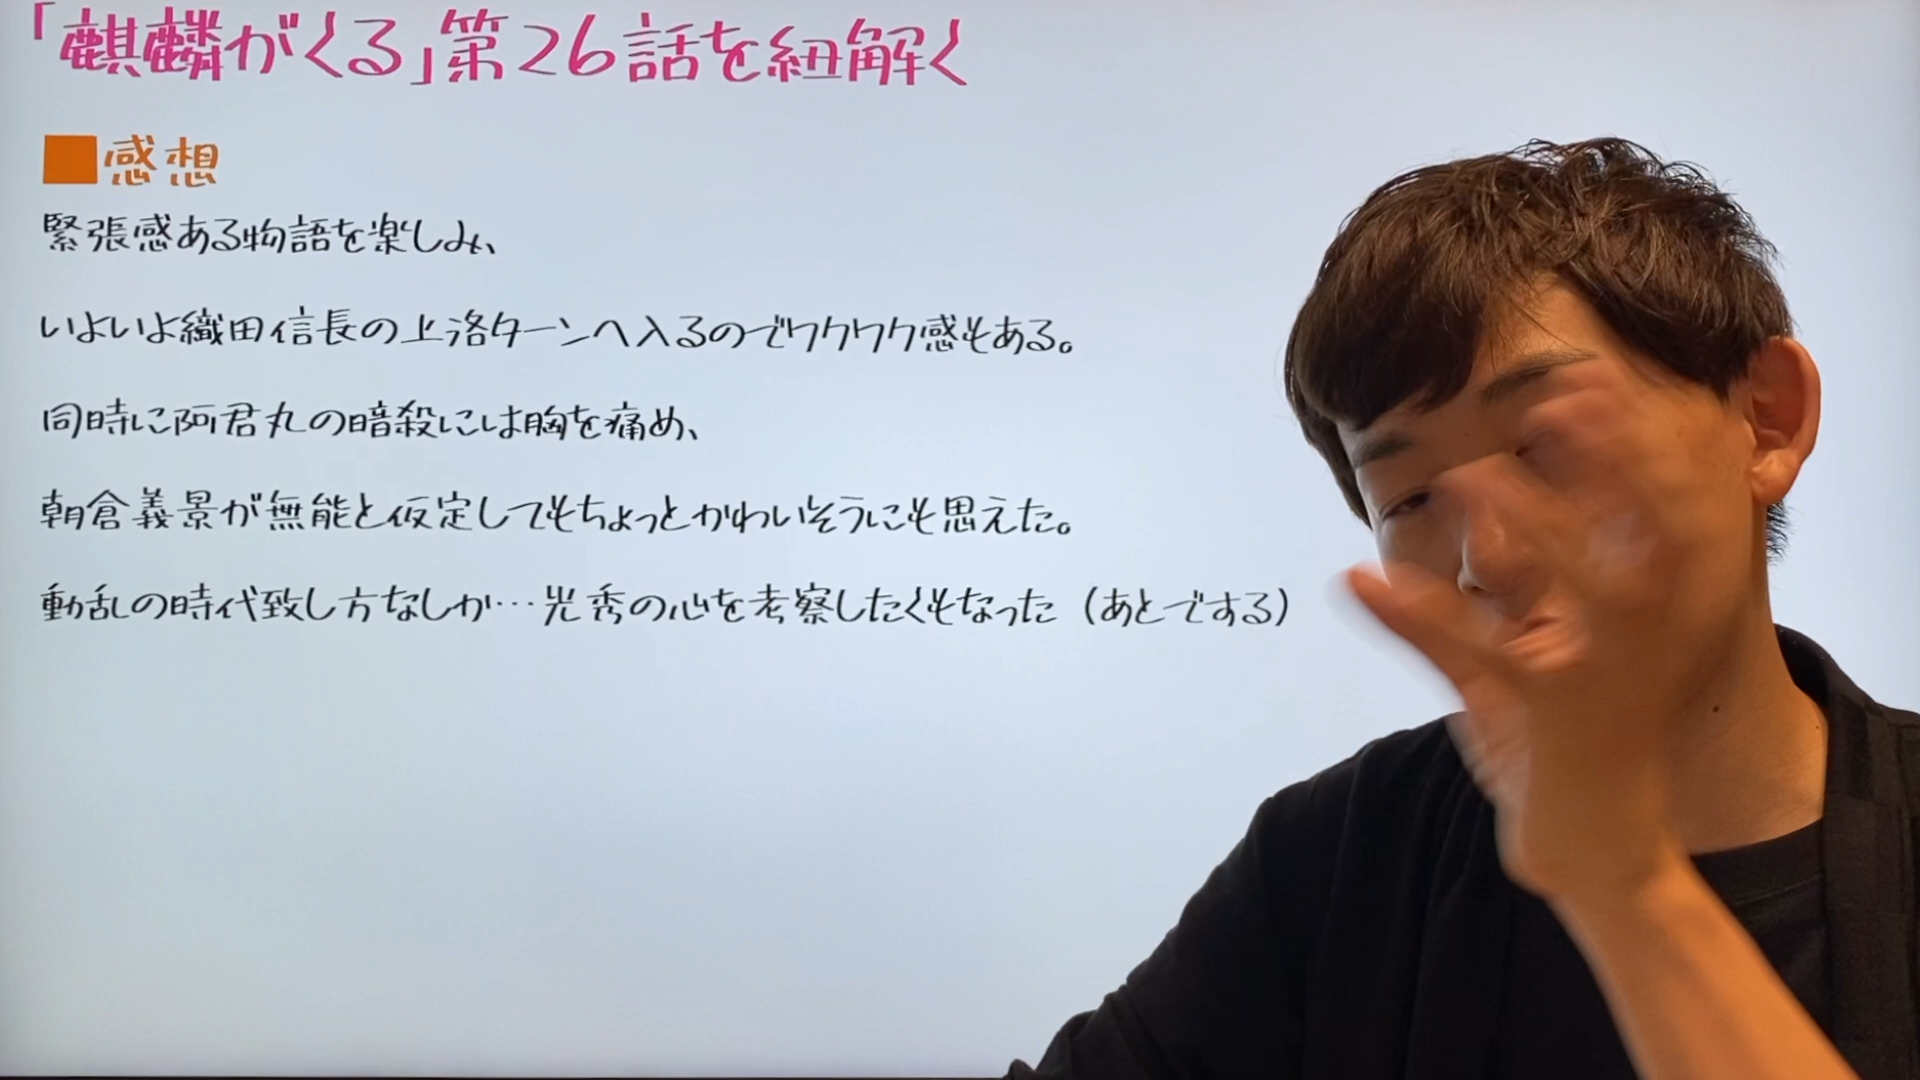 「麒麟がくる」第26話を紐解く
■感想
緊張感ある物語を楽しみ、
いよいよ織田信長の上洛ターンへ入るのでワクワク感もある。
同時に阿君丸の暗殺には胸を痛め、
朝倉義景が無能と仮定してもちょっとかわいそうにも思えた。
動乱の時代致し方なしか…光秀の心を考察したくもなった（あとでする）